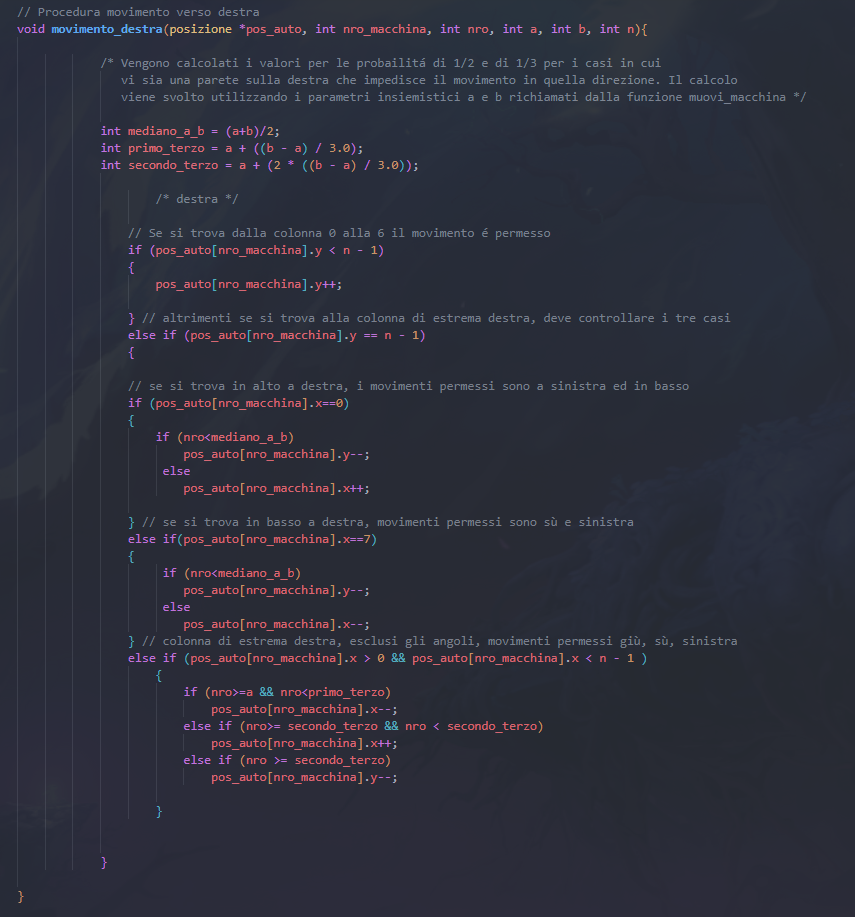 // Procedura movimento verso destra
void movimento_destra(posizione *pos_auto, int nro_macchina, int nro, int a, int b, int n){
/* Vengono calcolati i valori per le probailitá di 1/2 e di 1/3 per i casi in cui
vi sia una parete sulla destra che impedisce il movimento in quella direzione. Il calcolo
viene svolto utilizzando i parametri insiemistici a e b richiamati dalla funzione muovi_macchina */
int mediano_a_b = (a+b)/2;
int primo_terzo = a + ((b - a) / 3.0);
int secondo_terzo = a + (2 * ((b - a) / 3.0));
/* destra */
// Se si trova dalla colonna 0 alla 6 il movimento é permesso
if (pos_auto[nro_macchina].y < n - 1)
{
pos_auto[nro_macchina].y++;
} // altrimenti se si trova alla colonna di estrema destra, deve controllare i tre casi
else if (pos_auto[nro_macchina].y == n - 1)
{
// se si trova in alto a destra, i movimenti permessi sono a sinistra ed in basso
if (pos_auto[nro_macchina].x==0)
{
if (nro<mediano_a_b)
pos_auto[nro_macchina].y--;
else
pos_auto[nro_macchina].x++;
} // se si trova in basso a destra, movimenti permessi sono sù e sinistra
else if(pos_auto[nro_macchina].x==7)
{
if (nro<mediano_a_b)
pos_auto[nro_macchina].y--;
else
pos_auto[nro_macchina].x--;
} // colonna di estrema destra, esclusi gli angoli, movimenti permessi giù, sù, sinistra
else if (pos_auto[nro_macchina].x > 0 && pos_auto[nro_macchina].x < n - 1 )
{
if (nro>=a && nro<primo_terzo)
pos_auto[nro_macchina].x--;
else if (nro>= secondo_terzo && nro < secondo_terzo)
pos_auto[nro_macchina].x++;
else if (nro >= secondo_terzo)
pos_auto[nro_macchina].y--;
}
}
}